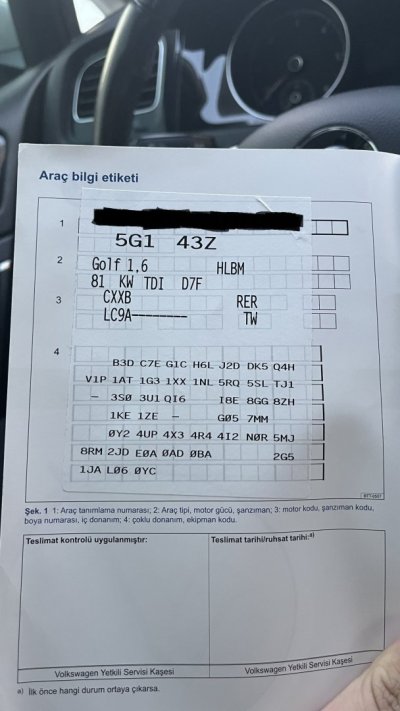 Araç bilgi etiketi
1
5G1 43Z
2
Golf 1,6 HLBM
81 KW TDI D7F
3
CXXB RER
LC9A--------- TW
4
B3D C7E G1C H6L J2D DK5 Q4H
V1P 1AT 1G3 1XX 1NL 5RQ 5SL TJ1
- 3S0 3U1 QI6 I8E 8GG 8ZH
1KE 1ZE - G05 7MM
0Y2 4UP 4X3 4R4 4I2 N0R 5MJ
8RM 2JD E0A 0AD 0BA 2G5
1JA L06 0YC
Şek. 1 1: Araç tanımlama numarası; 2: Araç tipi, motor gücü, şanzıman; 3: motor kodu, şanzıman kodu,
boya numarası, iç donanım; 4: çoklu donanım, ekipman kodu.
Teslimat kontrolü uygulanmıştır: Teslimat tarihi/ruhsat tarihi:a)
Volkswagen Yetkili Servisi Kaşesi Volkswagen Yetkili Servisi Kaşesi
a) İlk önce hangi durum ortaya çıkarsa.